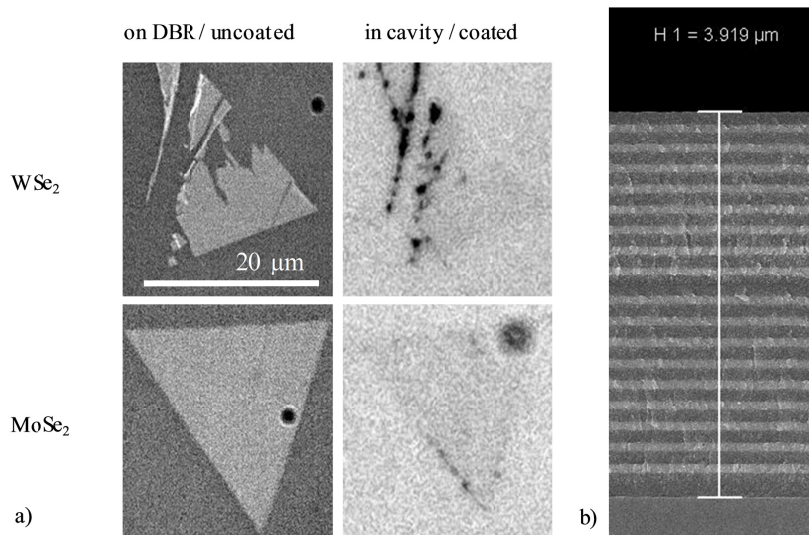 on DBR / uncoated
in cavity / coated
H 1 = 3.919 µm
WSe₂
20 µm
MoSe₂
a)
b)